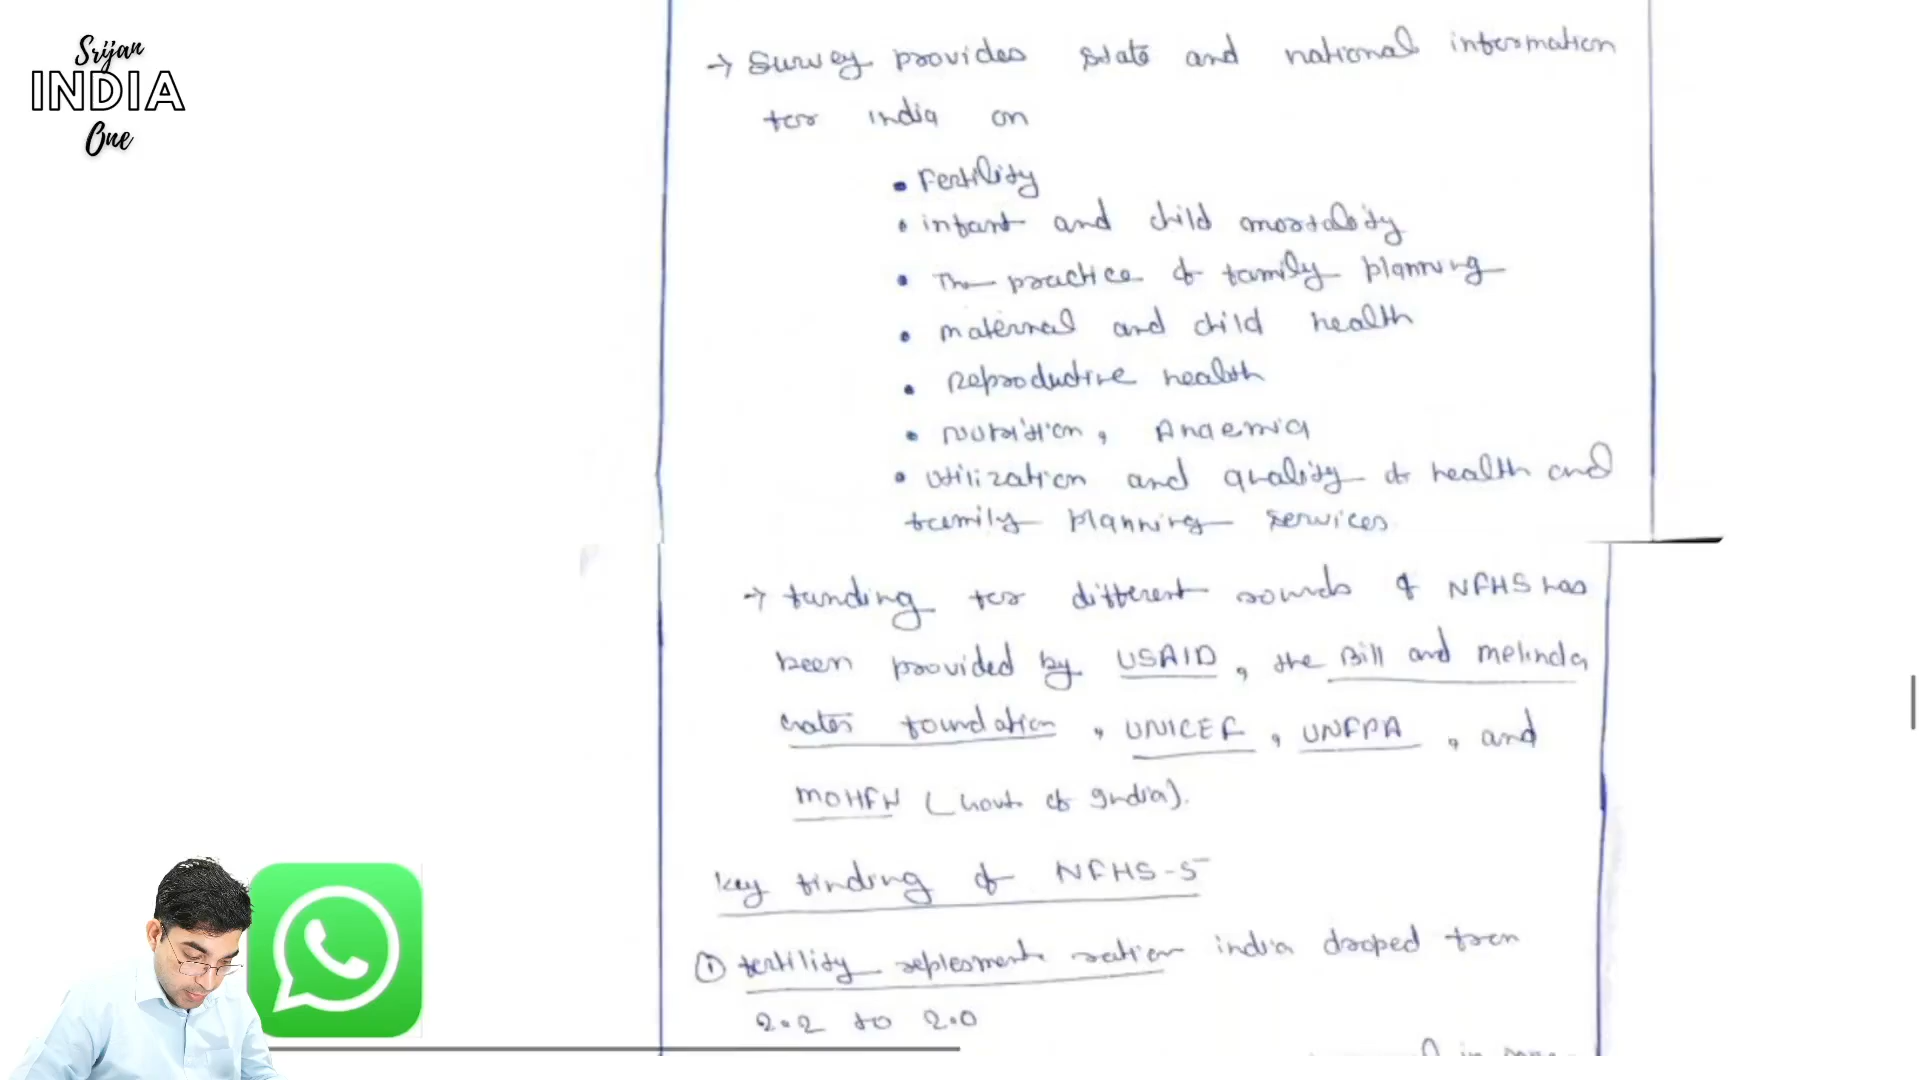 Srijan
INDIA
One
→ Survey provides state and national information
for india on
• Fertility
• infant and child mortality
• The practice of family planning
• maternal and child health
• Reproductive health
• Nutrition, Anaemia
• Utilization and quality of health and
family planning services
→ funding for different rounds of NFHS has
been provided by USAID, the Bill and melinda
Gates foundation, UNICEF, UNFPA, and
MOHFW (Govt. of India).
Key finding of NFHS-5
① fertility replesment india droped from
2.2 to 2.0